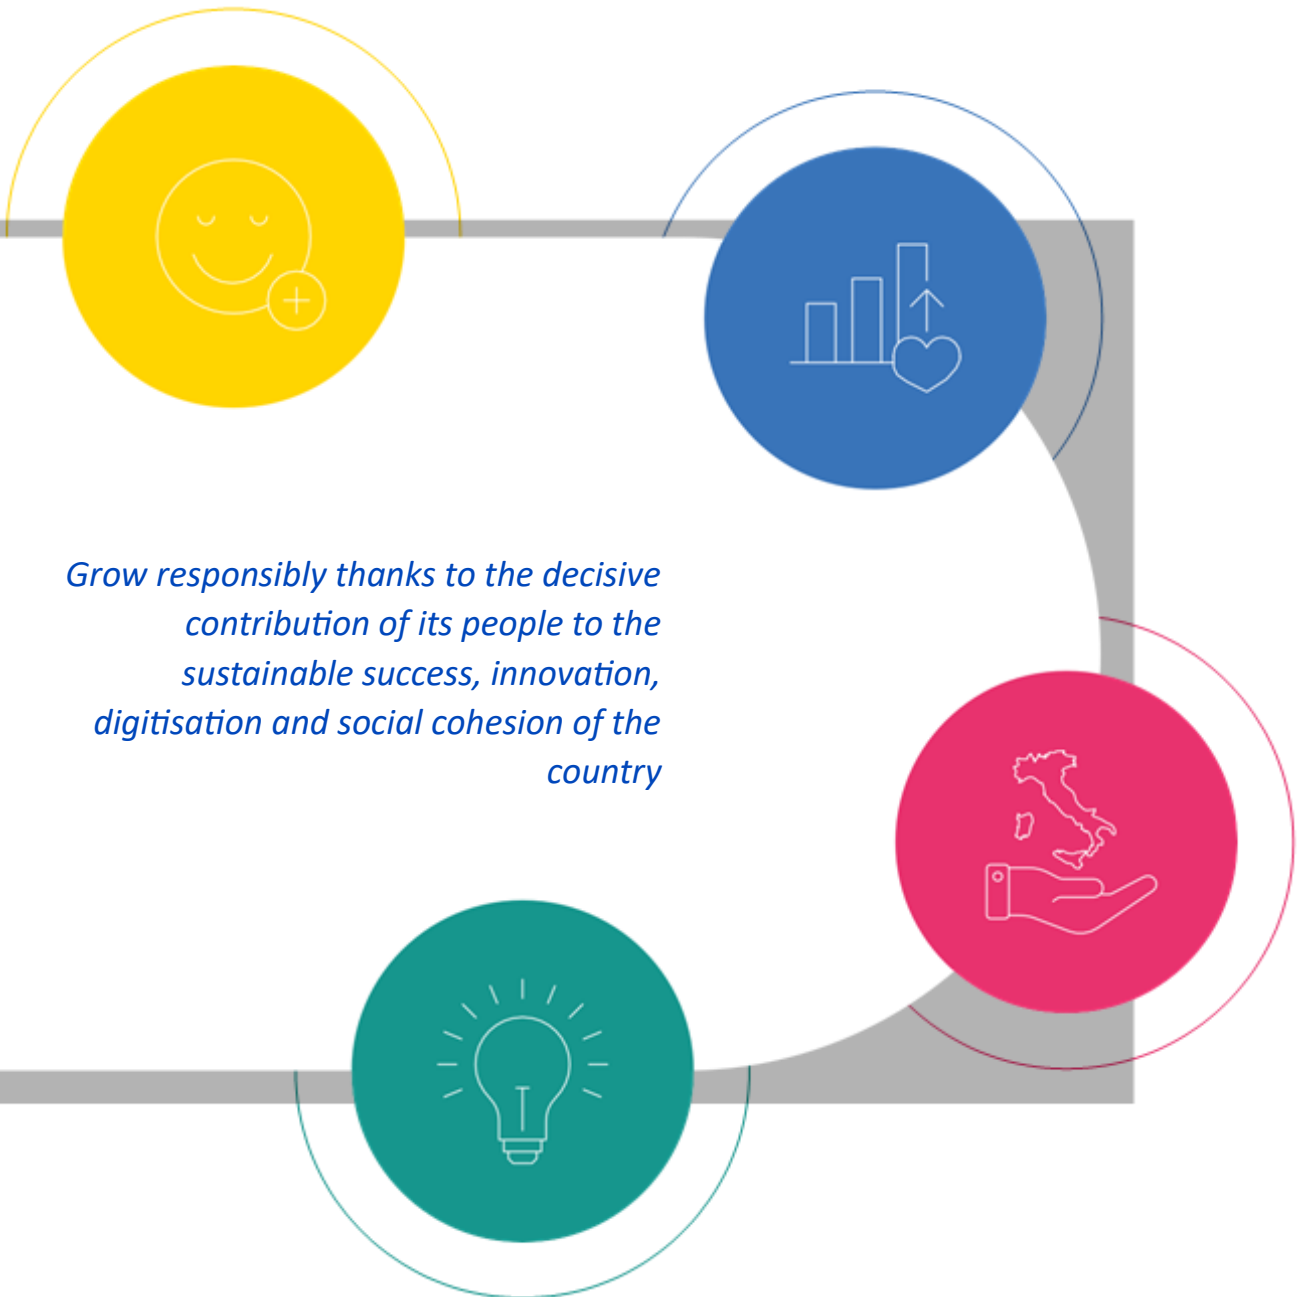 Grow responsibly thanks to the decisive
contribution of its people to the
sustainable success, innovation,
digitisation and social cohesion of the
country